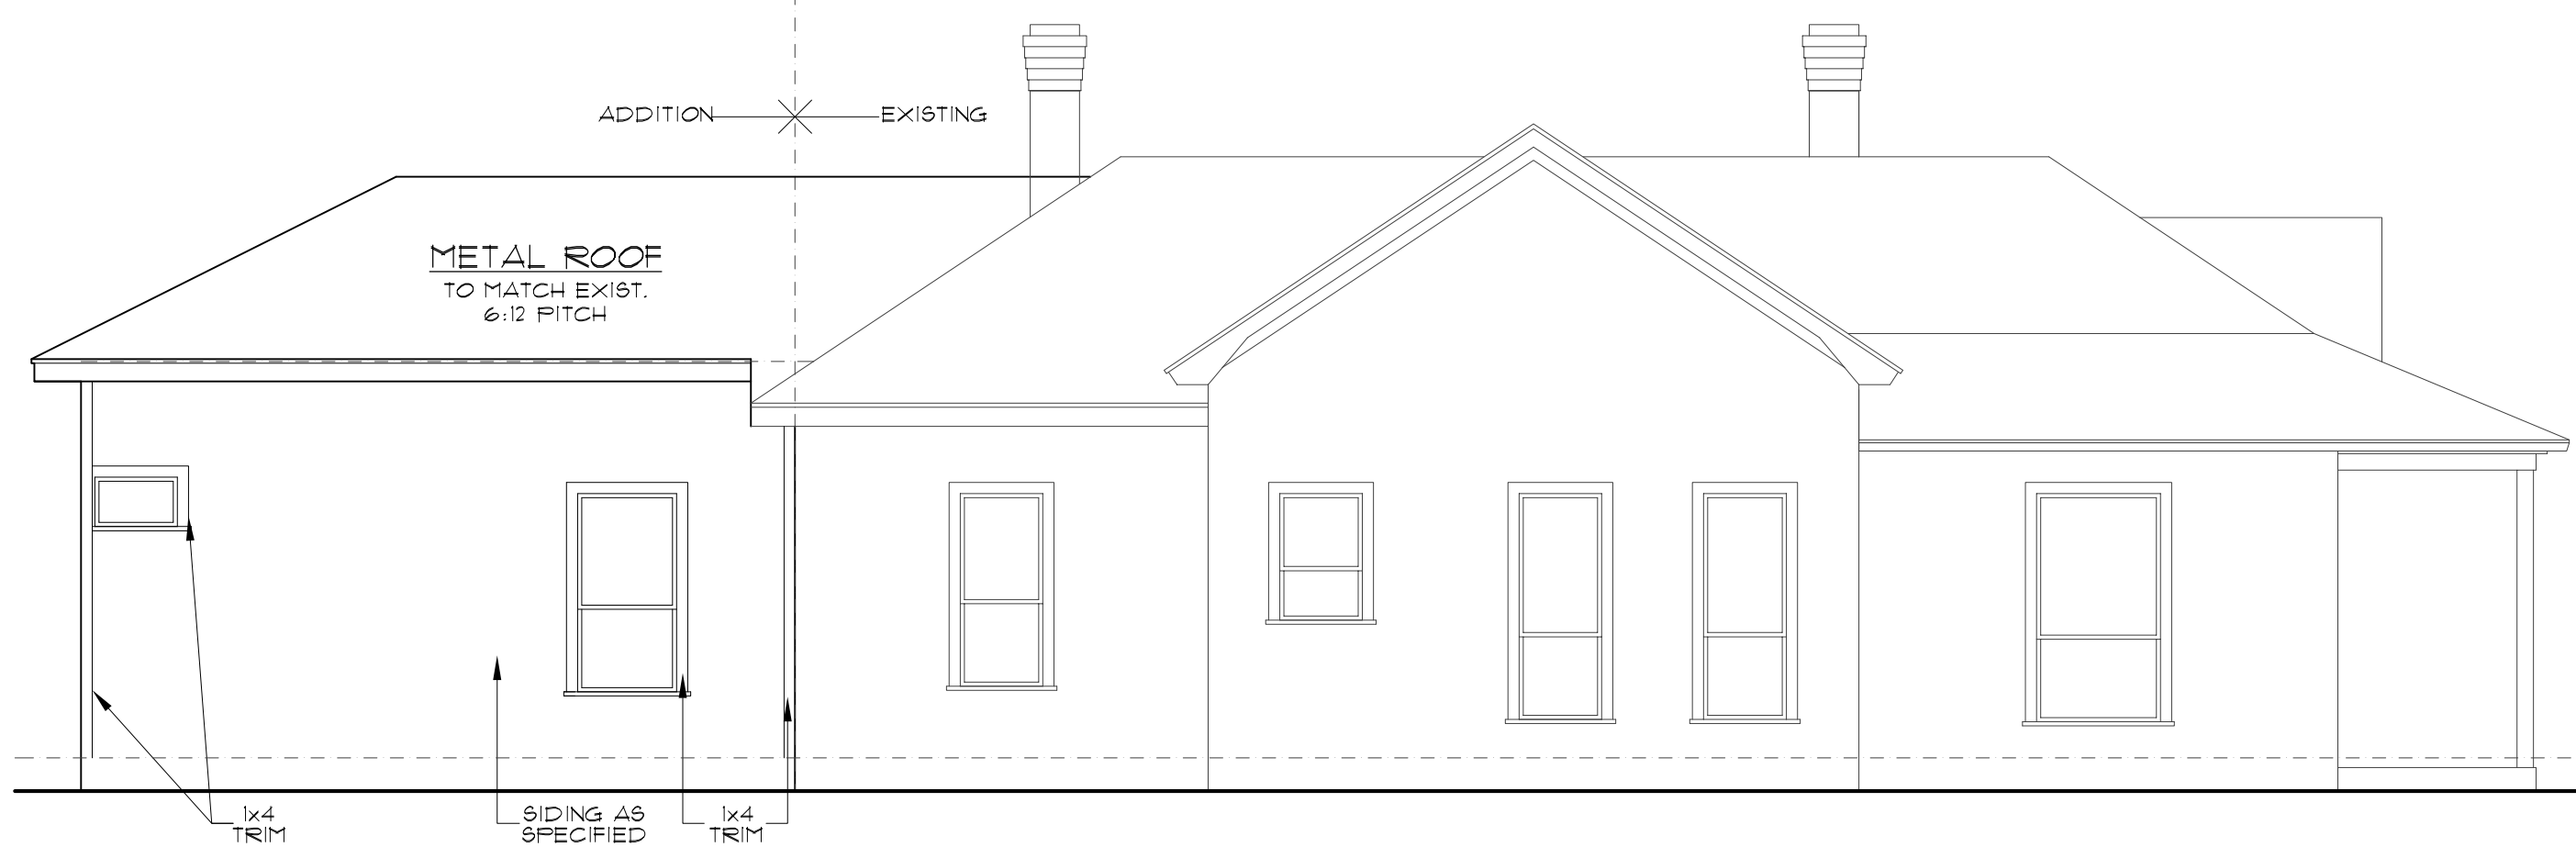 ADDITION
EXISTING
METAL ROOF
TO MATCH EXIST.
6:12 PITCH
1x4
TRIM
SIDING AS
SPECIFIED
1x4
TRIM